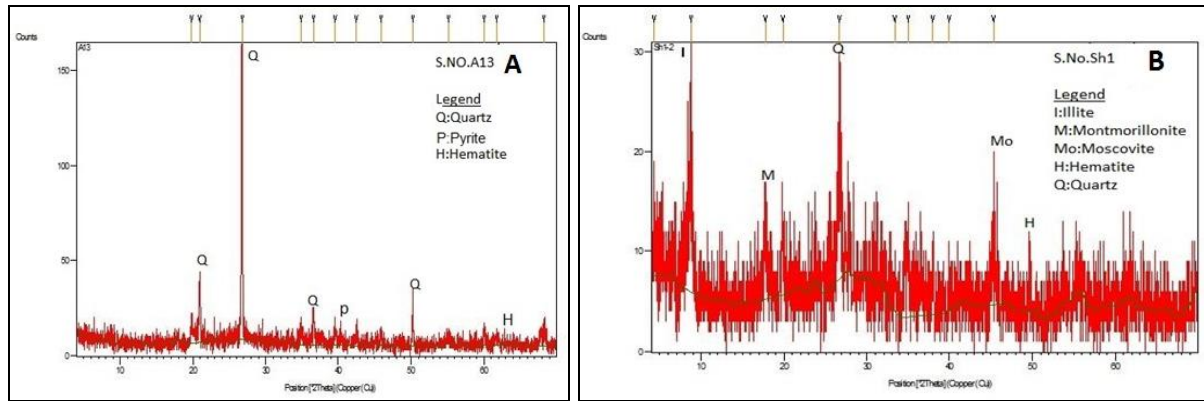 Counts
A13
150
100
50
0
10
20
30
40
50
60
Position [°2Theta] (Copper (Cu))
Q
Q
Q
p
Q
H
S.NO.A13
A
Legend
Q:Quartz
P:Pyrite
H:Hematite
Counts
Sh1-2
30
20
10
0
10
20
30
40
50
60
Position [°2Theta] (Copper (Cu))
I
M
Q
Mo
H
S.No.Sh1
B
Legend
I:Illite
M:Montmorillonite
Mo:Moscovite
H:Hematite
Q:Quartz